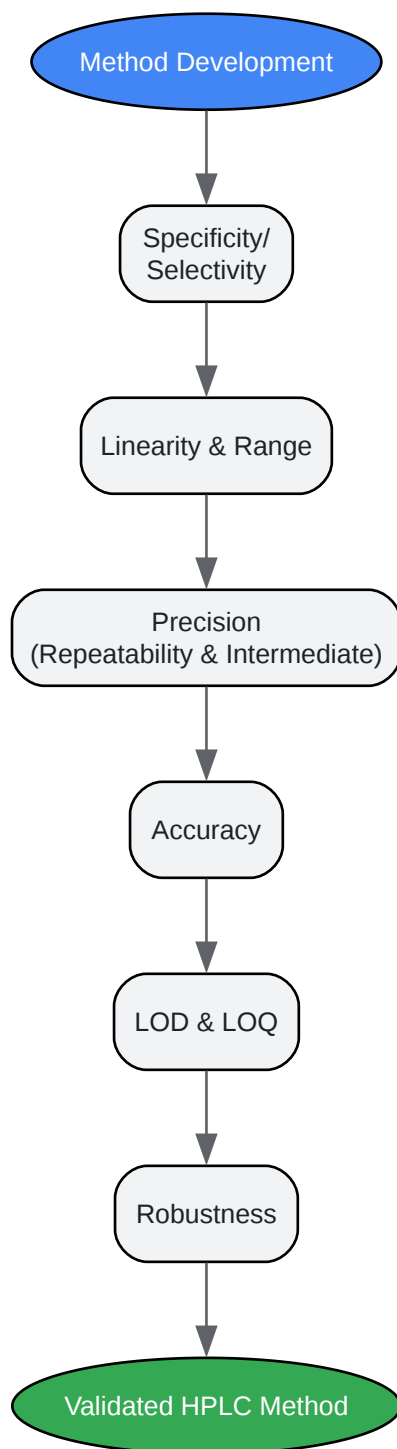 Method Development
Specificity/
Selectivity
Linearity & Range
Precision
(Repeatability & Intermediate)
Accuracy
LOD & LOQ
Robustness
Validated HPLC Method